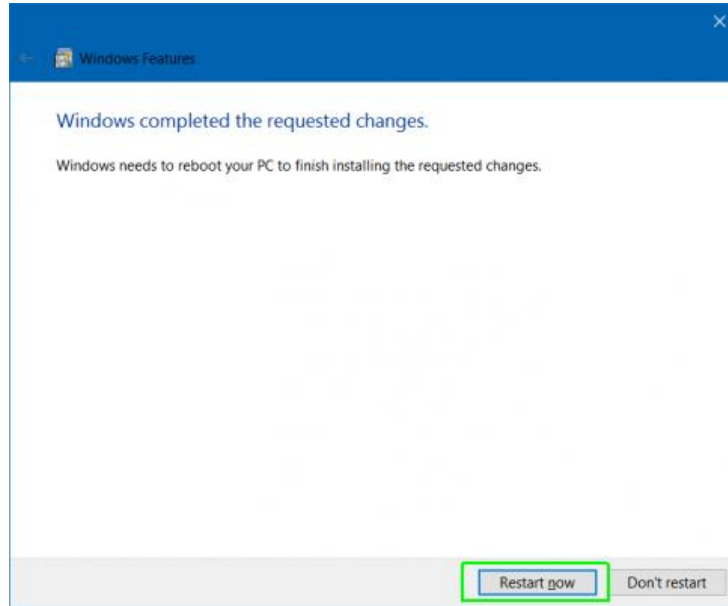 Windows Features
Windows completed the requested changes.
Windows needs to reboot your PC to finish installing the requested changes.
Restart now
Don't restart